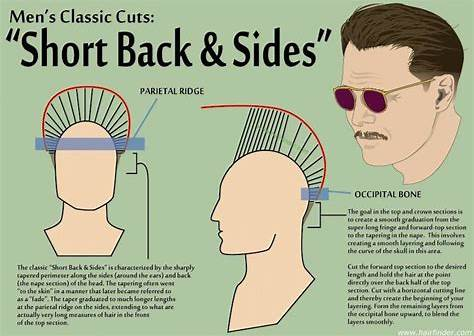 Men's Classic Cuts:
"Short Back & Sides"
PARIETAL RIDGE
OCCIPITAL BONE
The classic "Short Back & Sides" is characterized by the sharply
tapered perimeter along the sides (around the ears) and back
(the nape section) of the head. The tapering often went
"to the skin" in a manner that later became referred to
as a "fade". The taper graduated to much longer lengths
at the parietal ridge on the sides, extending to what are
actually very long measures of hair in the front
of the top section.
The goal in the top and crown sections is
to create a smooth graduation from the
super-long fringe and forward-top section
to the tapering in the nape. This involves
creating a smooth layering and following
the curve of the skull in this area.
Cut the forward top section to the desired
length and hold the hair at the point
directly over the back half of the top
section. Cut with a horizontal cutting line
and thereby create the beginning of your
layering. Form the remaining layers from
the occipital bone upward, to blend the
layers smoothly together.
www.hairfinder.com